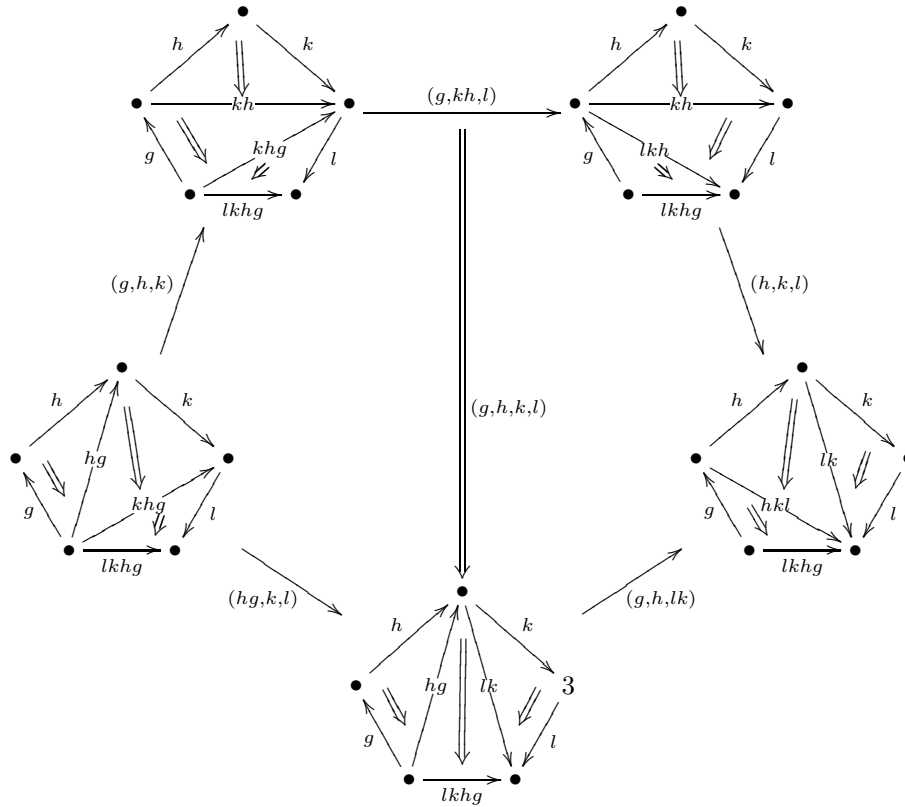 h k
kh
g khg l
lkhg
(g,kh,l)
h k
kh
g lkh l
lkhg
(g,h,k)
(h,k,l)
(g,h,k,l)
h k
hg
khg
g l
lkhg
h k
lk
hkl
g l
lkhg
(hg,k,l)
(g,h,lk)
h k
hg lk 3
g l
lkhg